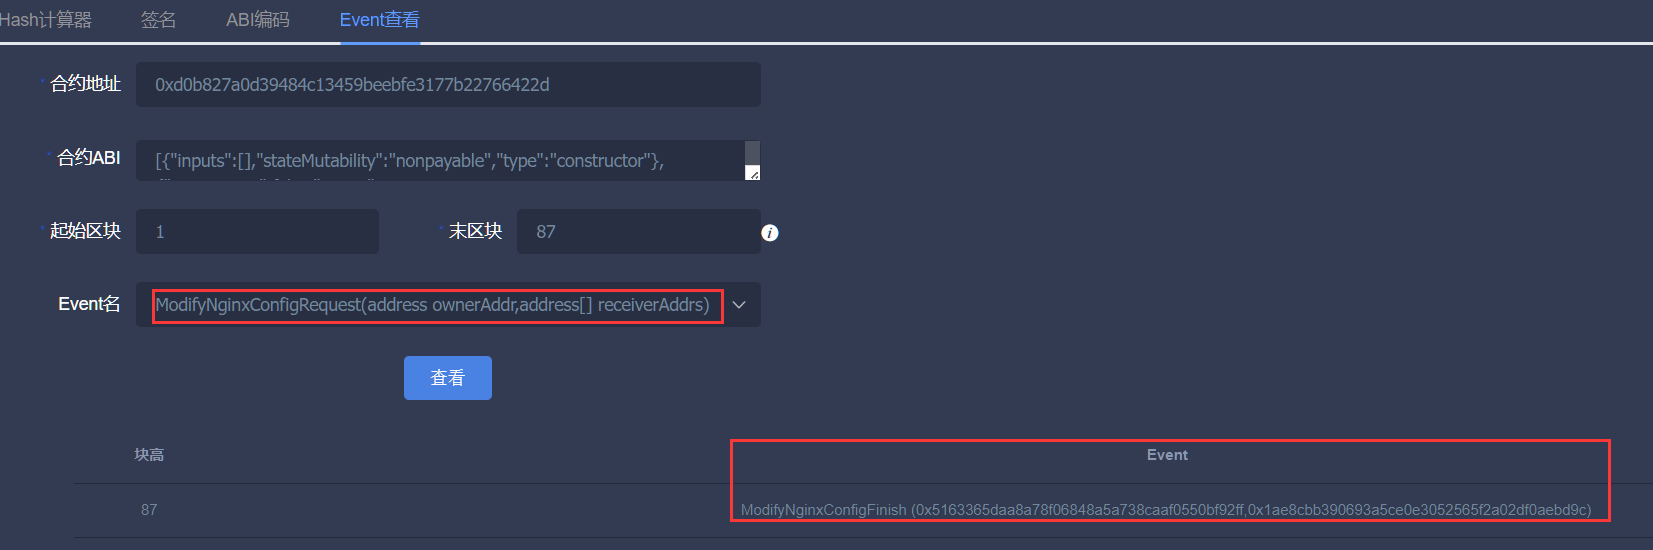 Hash计算器 签名 ABI编码 Event查看
* 合约地址 0xd0b827a0d39484c13459beebfe3177b22766422d
* 合约ABI [{"inputs":[],"stateMutability":"nonpayable","type":"constructor"},
* 起始区块 1 * 末区块 87 i
Event名 ModifyNginxConfigRequest(address ownerAddr,address[] receiverAddrs)
查看
块高 Event
87 ModifyNginxConfigFinish (0x5163365daa8a78f06848a5a738caaf0550bf92ff,0x1ae8cbb390693a5ce0e3052565f2a02df0aebd9c)